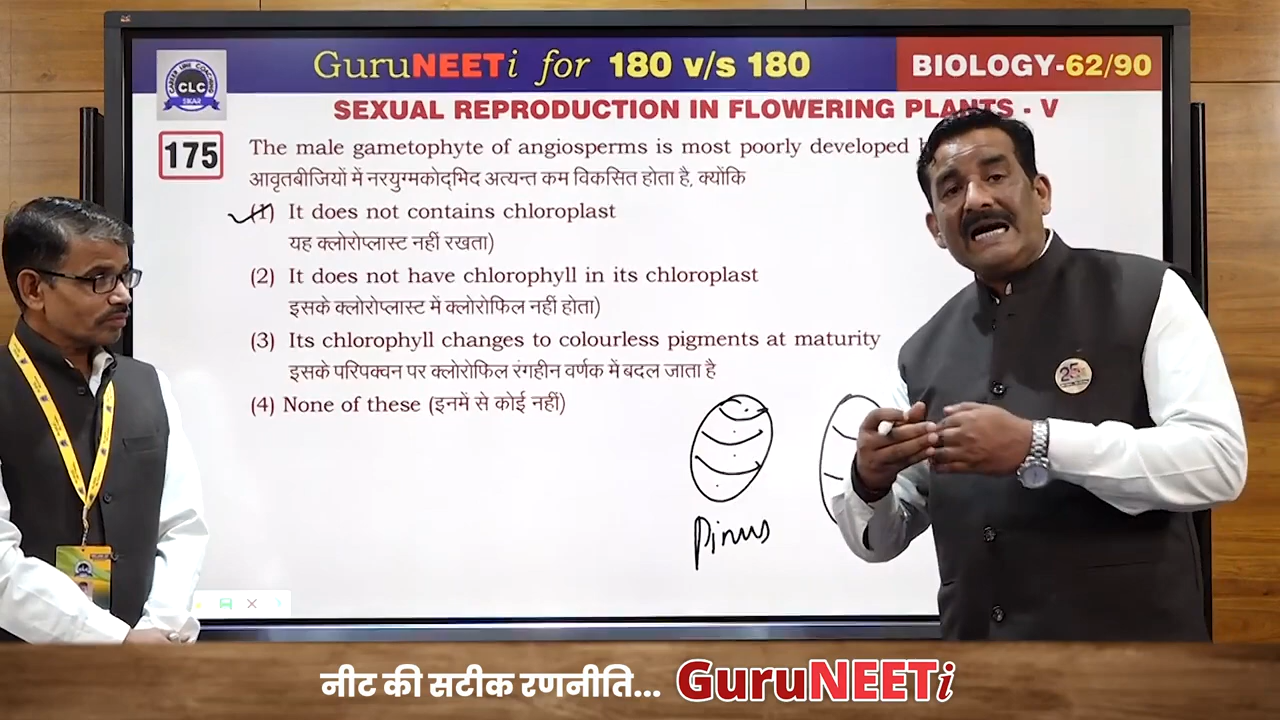 GuruNEETi for 180 v/s 180
BIOLOGY-62/90
CLC
SIKAR
SEXUAL REPRODUCTION IN FLOWERING PLANTS - V
175
The male gametophyte of angiosperms is most poorly developed
आवृतबीजियों में नरयुग्मकोद्भिद अत्यन्त कम विकसित होता है, क्योंकि
(1) It does not contains chloroplast
यह क्लोरोप्लास्ट नहीं रखता)
(2) It does not have chlorophyll in its chloroplast
इसके क्लोरोप्लास्ट में क्लोरोफिल नहीं होता)
(3) Its chlorophyll changes to colourless pigments at maturity
इसके परिपक्वन पर क्लोरोफिल रंगहीन वर्णक में बदल जाता है
(4) None of these (इनमें से कोई नहीं)
Pinus
25
नीट की सटीक रणनीति... GuruNEETi